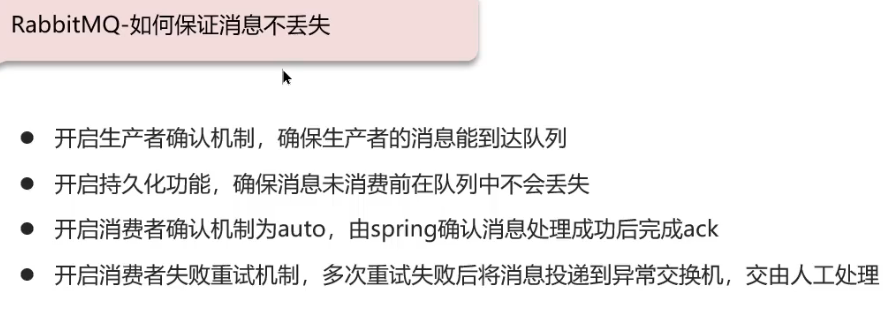 RabbitMQ-如何保证消息不丢失
● 开启生产者确认机制，确保生产者的消息能到达队列
● 开启持久化功能，确保消息未消费前在队列中不会丢失
● 开启消费者确认机制为auto，由spring确认消息处理成功后完成ack
● 开启消费者失败重试机制，多次重试失败后将消息投递到异常交换机，交由人工处理